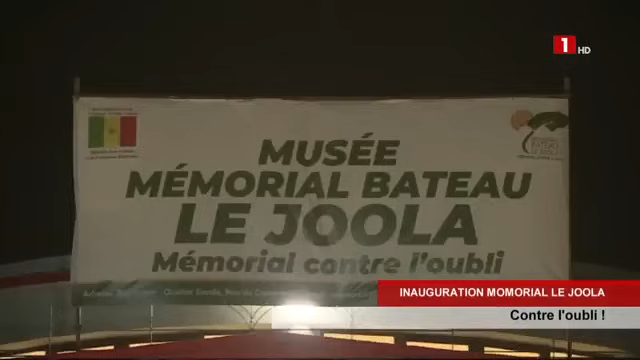 1 HD
MUSÉE
MÉMORIAL BATEAU
LE JOOLA
Mémorial contre l'oubli
INAUGURATION MOMORIAL LE JOOLA
Contre l'oubli !